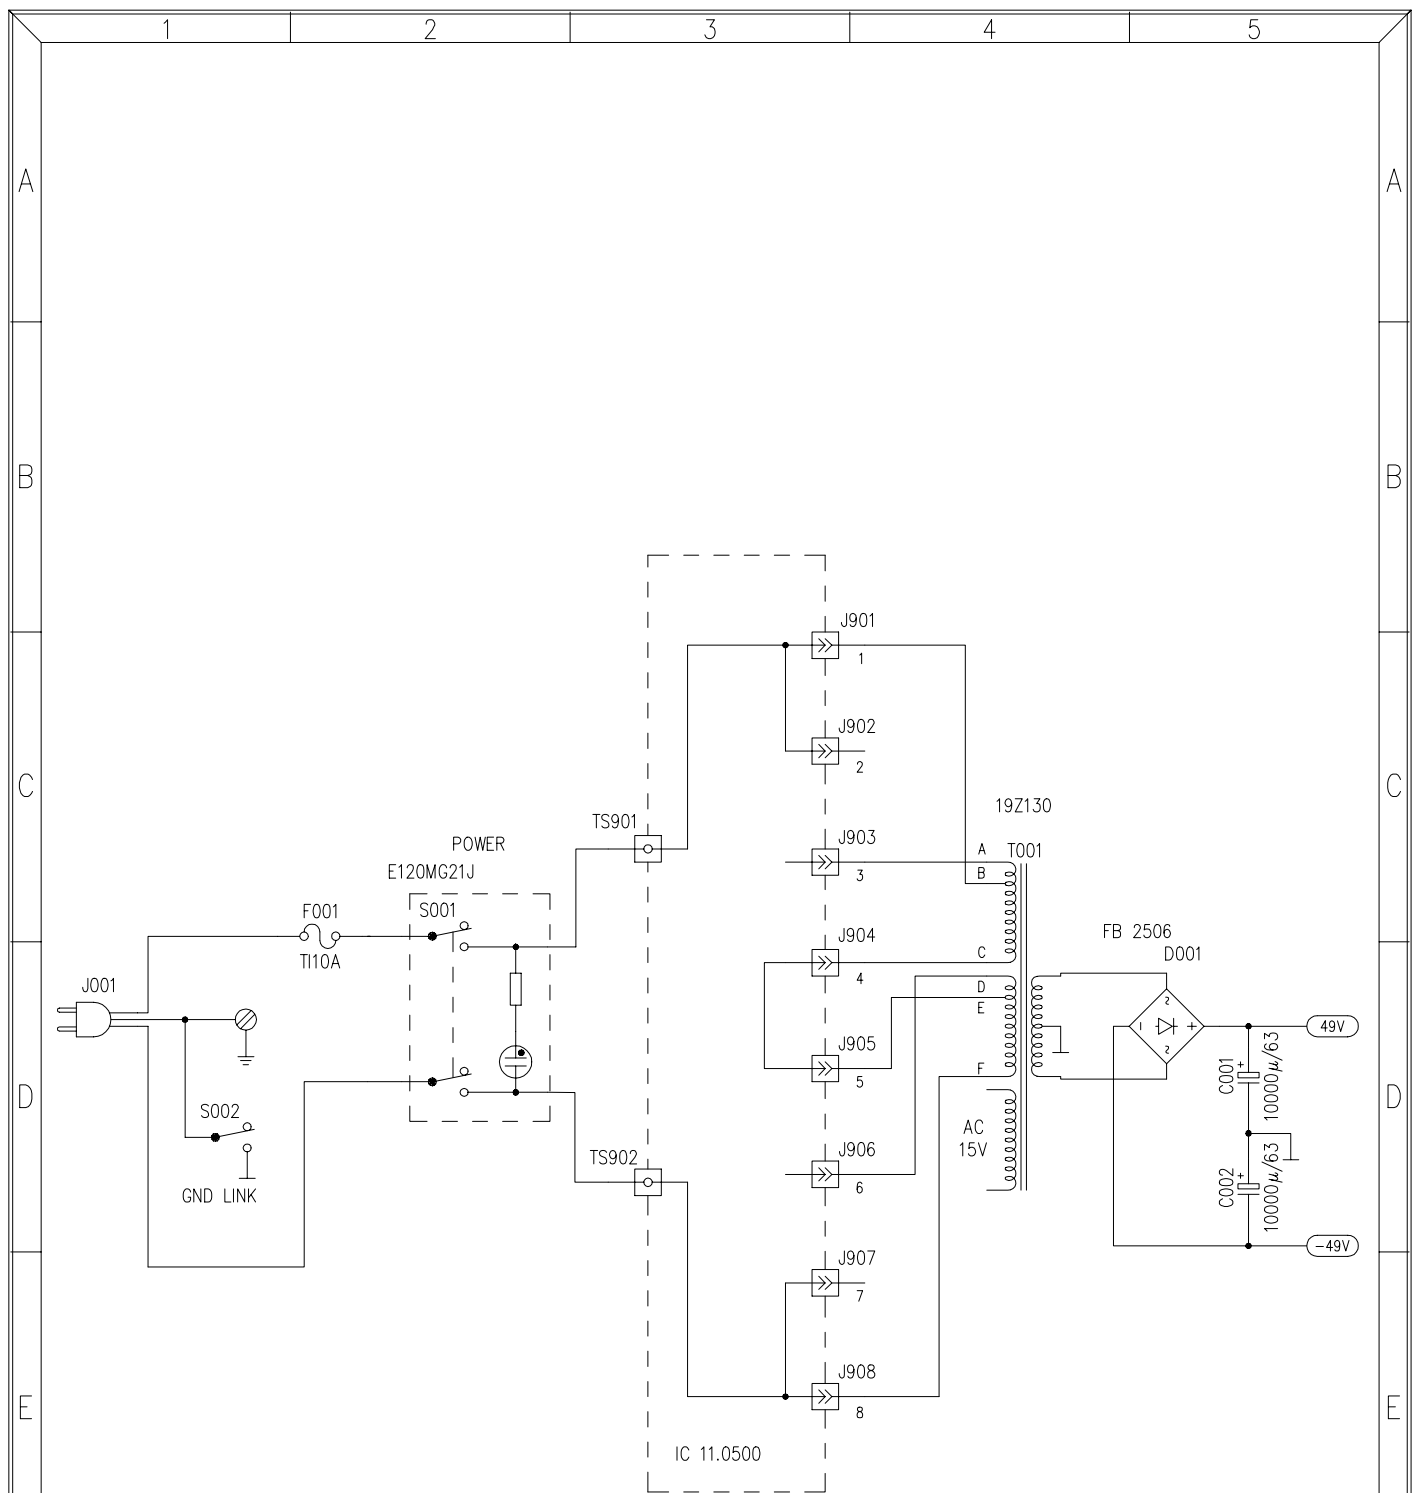 1 2 3 4 5
A A
B B
J901
1
J902
2
C C
19Z130
TS901
J903
3
A
T001
B
POWER
E120MG21J
F001
S001
J904
4
C
FB 2506
D001
TI10A
J001
D
E
~
- +
~
49V
J905
5
F
C001
+
10000µ/63
D D
S002
AC
15V
TS902
J906
6
C002
+
10000µ/63
GND LINK
-49V
J907
7
J908
8
E E
IC 11.0500